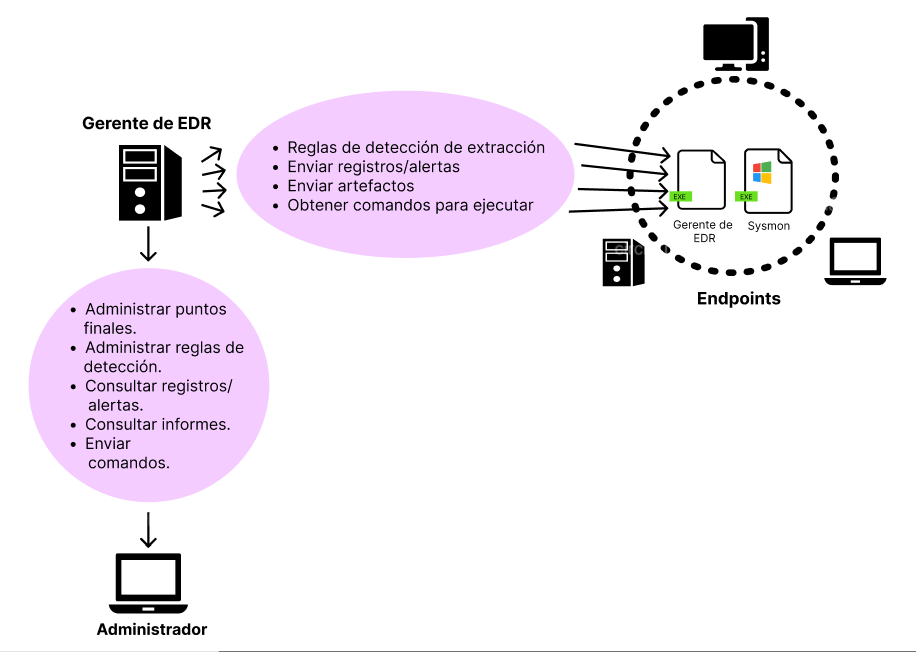 Gerente de EDR
• Reglas de detección de extracción
• Enviar registros/alertas
• Enviar artefactos
• Obtener comandos para ejecutar
EXE
EXE
Gerente de
EDR
Sysmon
Endpoints
• Administrar puntos
finales.
• Administrar reglas de
detección.
• Consultar registros/
alertas.
• Consultar informes.
• Enviar
comandos.
Administrador